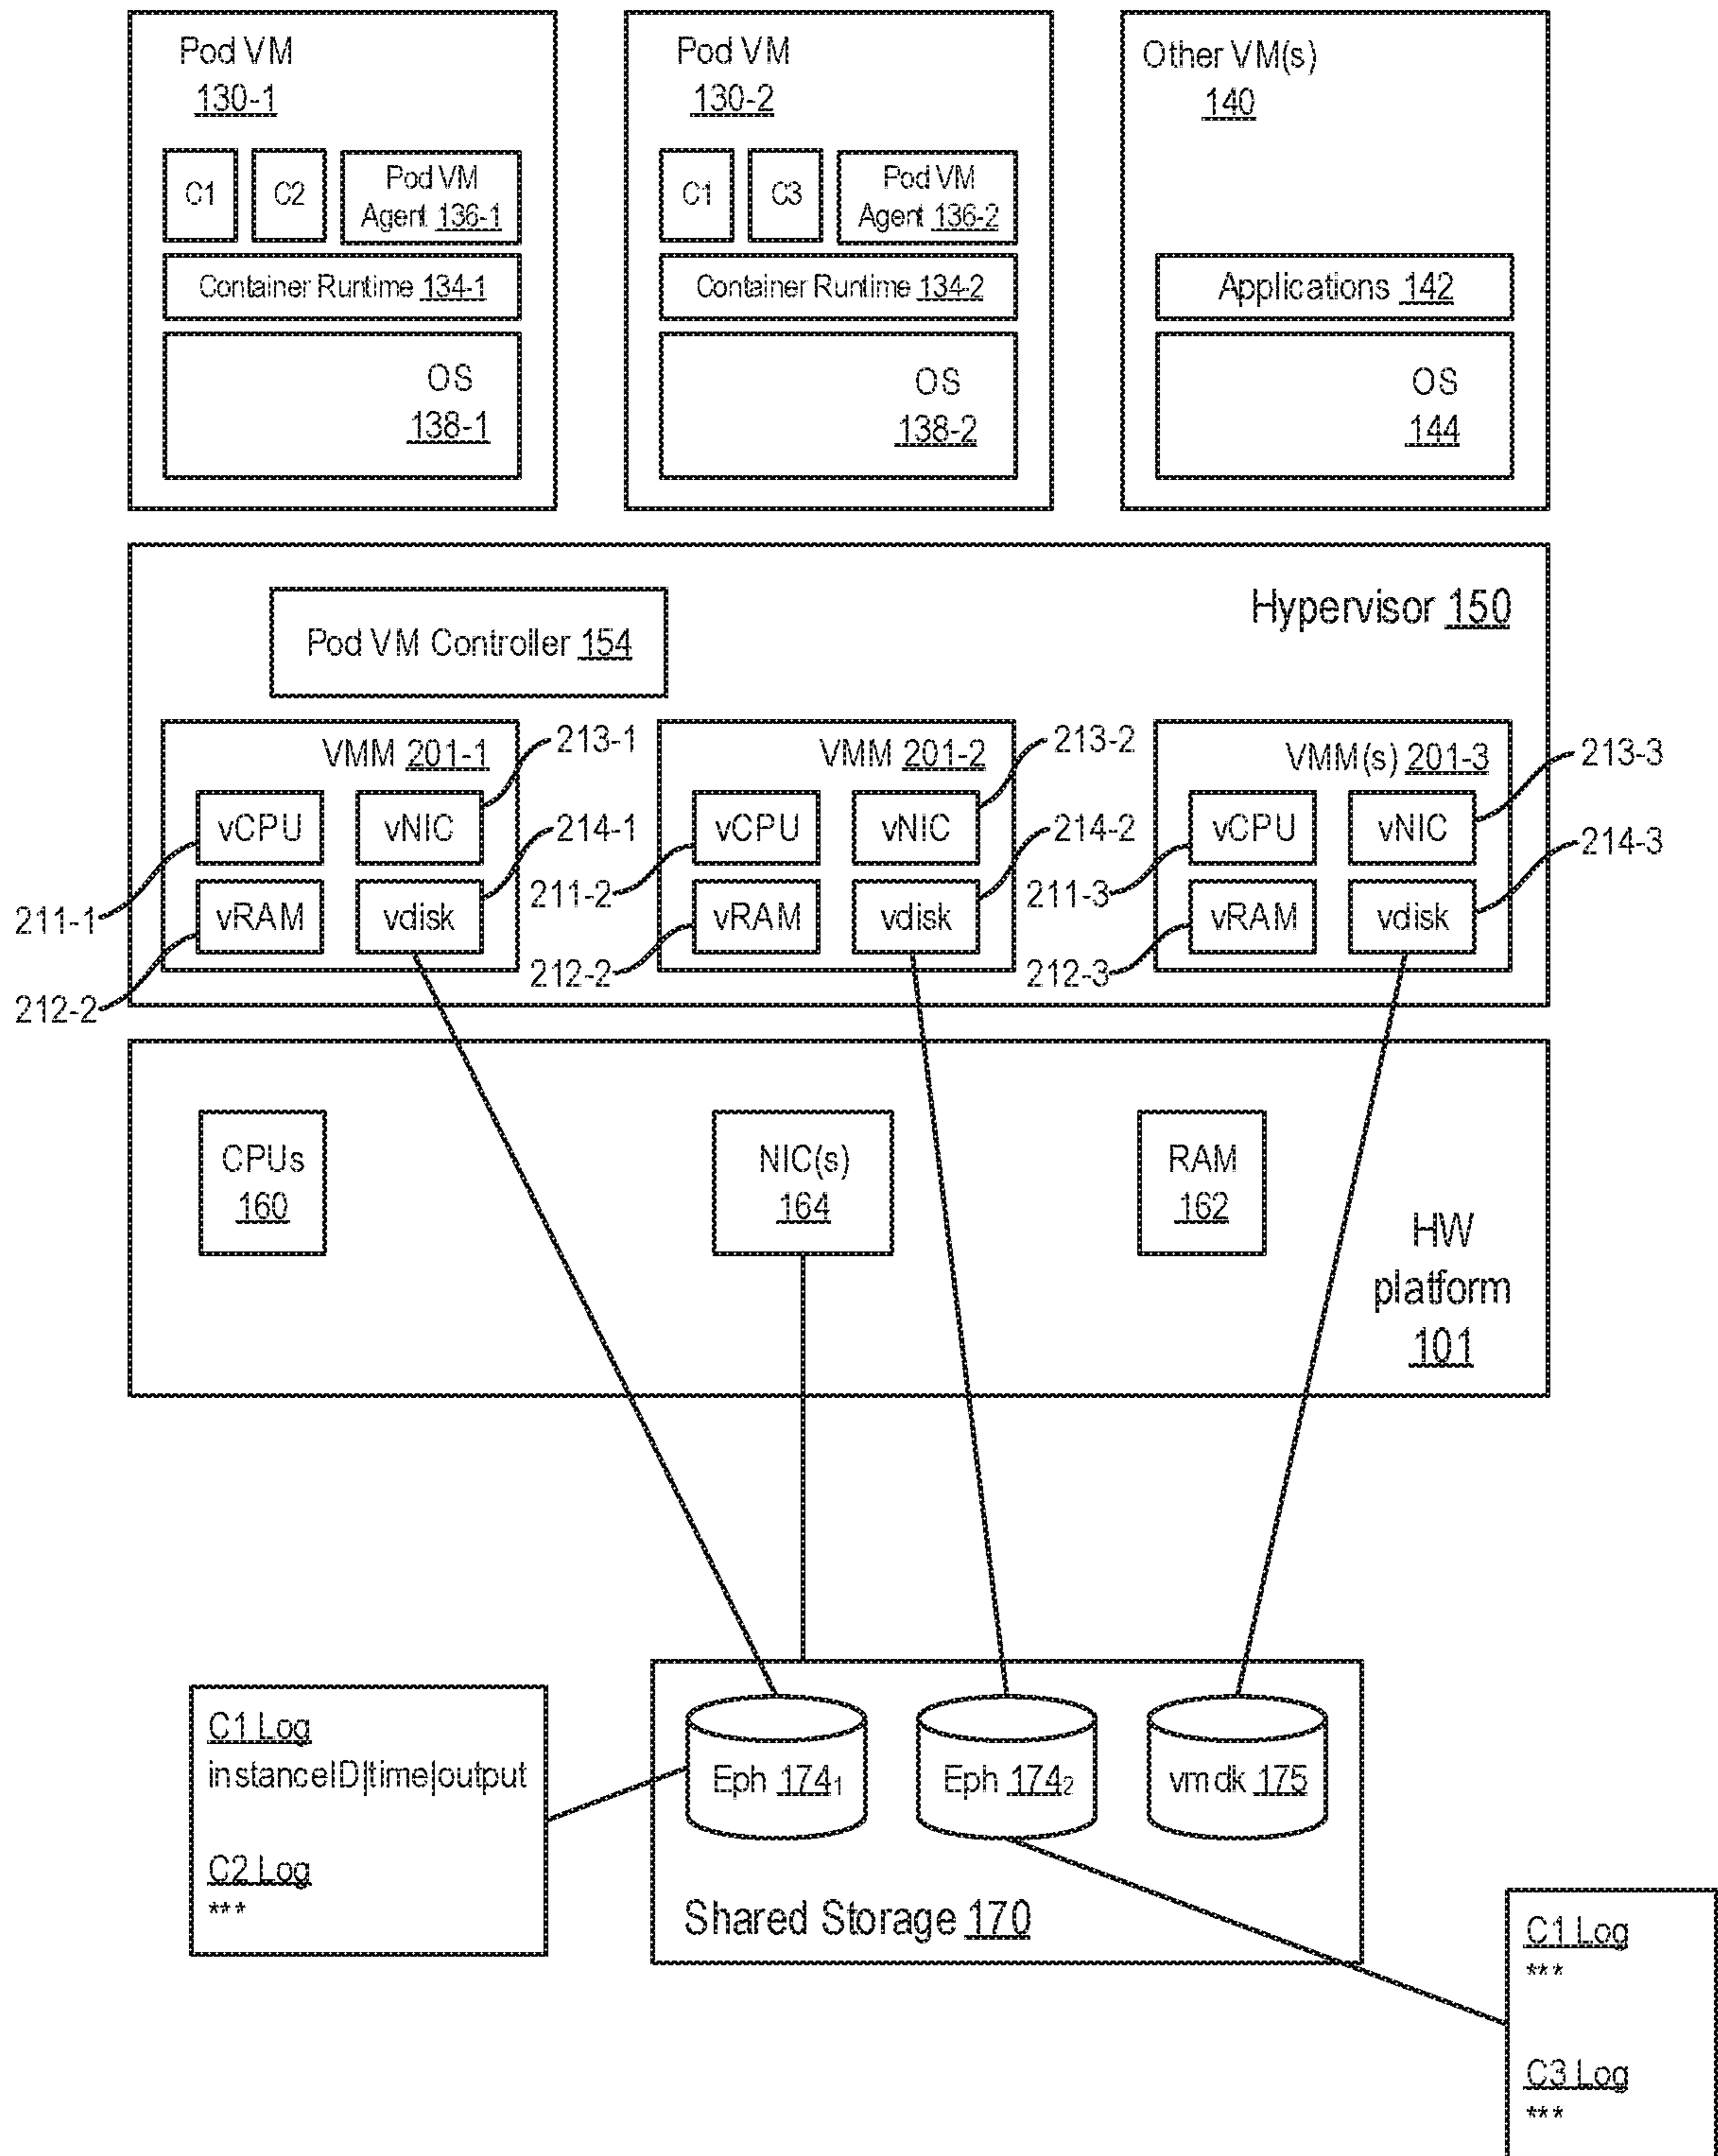 Pod VM
130-1
C1
C2
Pod VM
Agent 136-1
Container Runtime 134-1
OS
138-1
Pod VM
130-2
C1
C3
Pod VM
Agent 136-2
Container Runtime 134-2
OS
138-2
Other VM(s)
140
Applications 142
OS
144
Hypervisor 150
Pod VM Controller 154
VMM 201-1
213-1
vCPU
vNIC
214-1
211-1
vRAM
vdisk
212-2
VMM 201-2
213-2
vCPU
vNIC
214-2
211-2
vRAM
vdisk
212-2
VMM(s) 201-3
213-3
vCPU
vNIC
214-3
211-3
vRAM
vdisk
212-3
CPUs
160
NIC(s)
164
RAM
162
HW
platform
101
C1 Log
instanceID|time|output
C2 Log
***
Eph 174₁
Eph 174₂
vmdk 175
Shared Storage 170
C1 Log
***
C3 Log
***